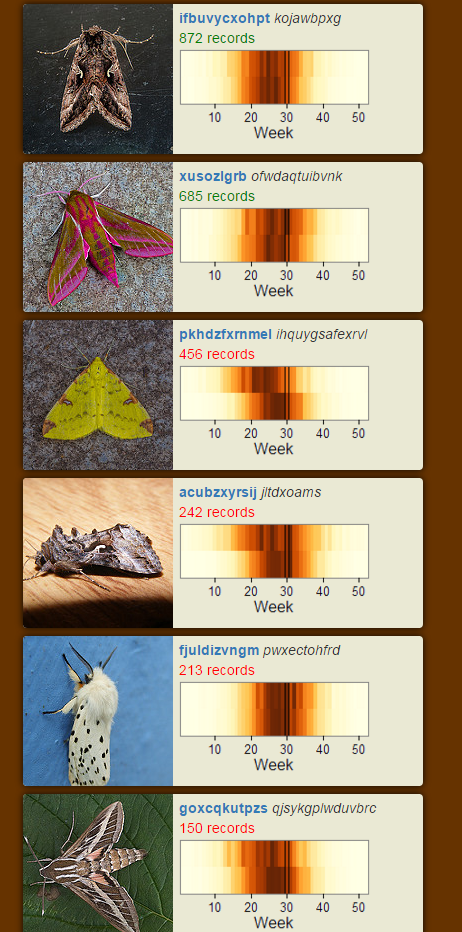 ifbuvycxohpt kojawbpxg
872 records
10 20 30 40 50
Week
xusozlgrb ofwdaqtuibvnk
685 records
10 20 30 40 50
Week
pkhdzfxrnmel ihquygsafexrvl
456 records
10 20 30 40 50
Week
acubzxyrsij jltdxoams
242 records
10 20 30 40 50
Week
fjuldizvngm pwxectohfrd
213 records
10 20 30 40 50
Week
goxcqkutpzs qjsykgplwduvbrc
150 records
10 20 30 40 50
Week